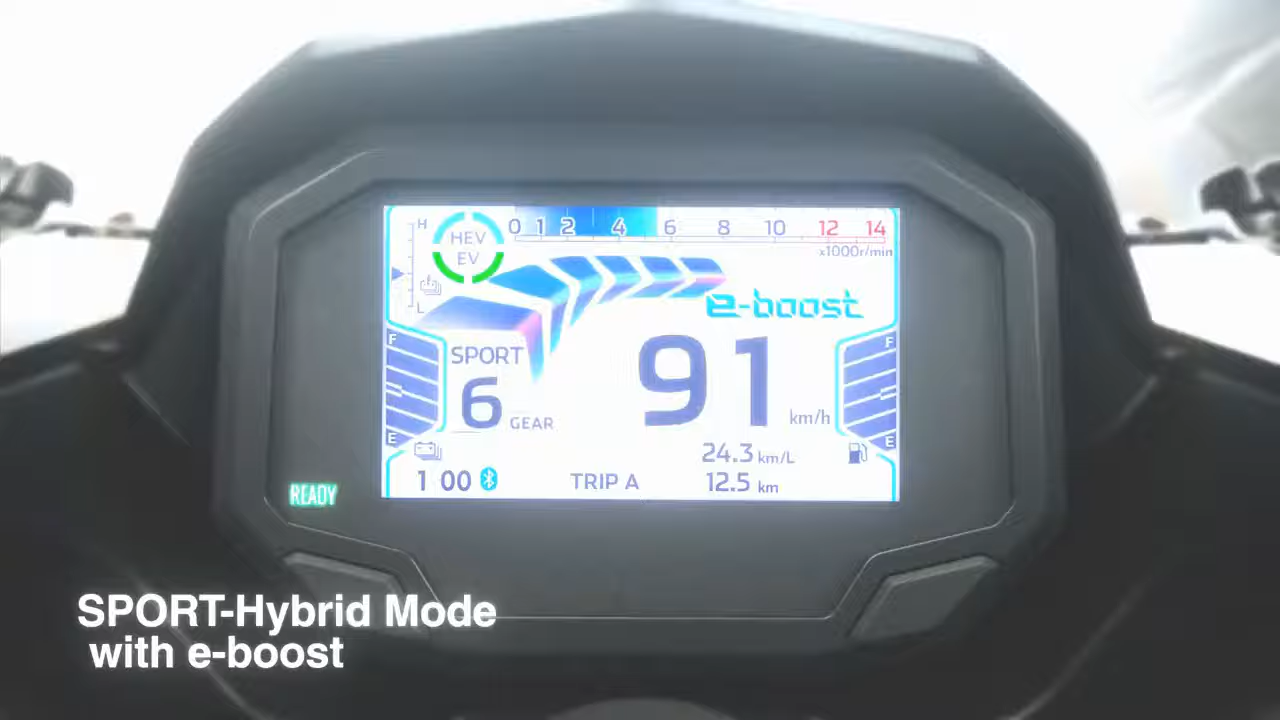 H
HEV
EV
L
0 1 2 4 6 8 10 12 14
x1000r/min
e-boost
F
SPORT
6 GEAR
91 km/h
F
E
E
24.3 km/L
1 00
TRIP A
12.5 km
READY
SPORT-Hybrid Mode
with e-boost